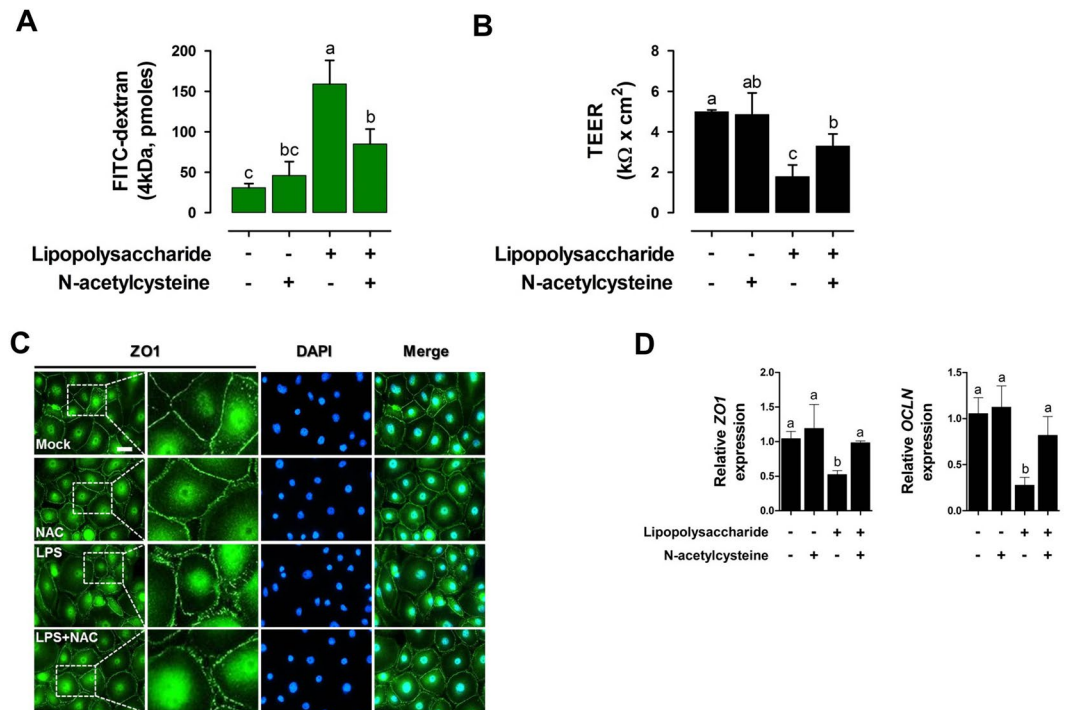 A
FITC-dextran
(4kDa, pmoles)
200
150
100
50
0
c
bc
a
b
Lipopolysaccharide - - + +
N-acetylcysteine - + - +
B
TEER
(kΩ x cm²)
8
6
4
2
0
a
ab
c
b
- - + +
- + - +
C
ZO1 DAPI Merge
Mock
NAC
LPS
LPS+NAC
D
Relative ZO1
expression
2.0
1.5
1.0
0.5
0.0
a
a
b
a
Lipopolysaccharide - - + +
N-acetylcysteine - + - +
Relative OCLN
expression
1.5
1.0
0.5
0.0
a
a
b
a
- - + +
- + - +